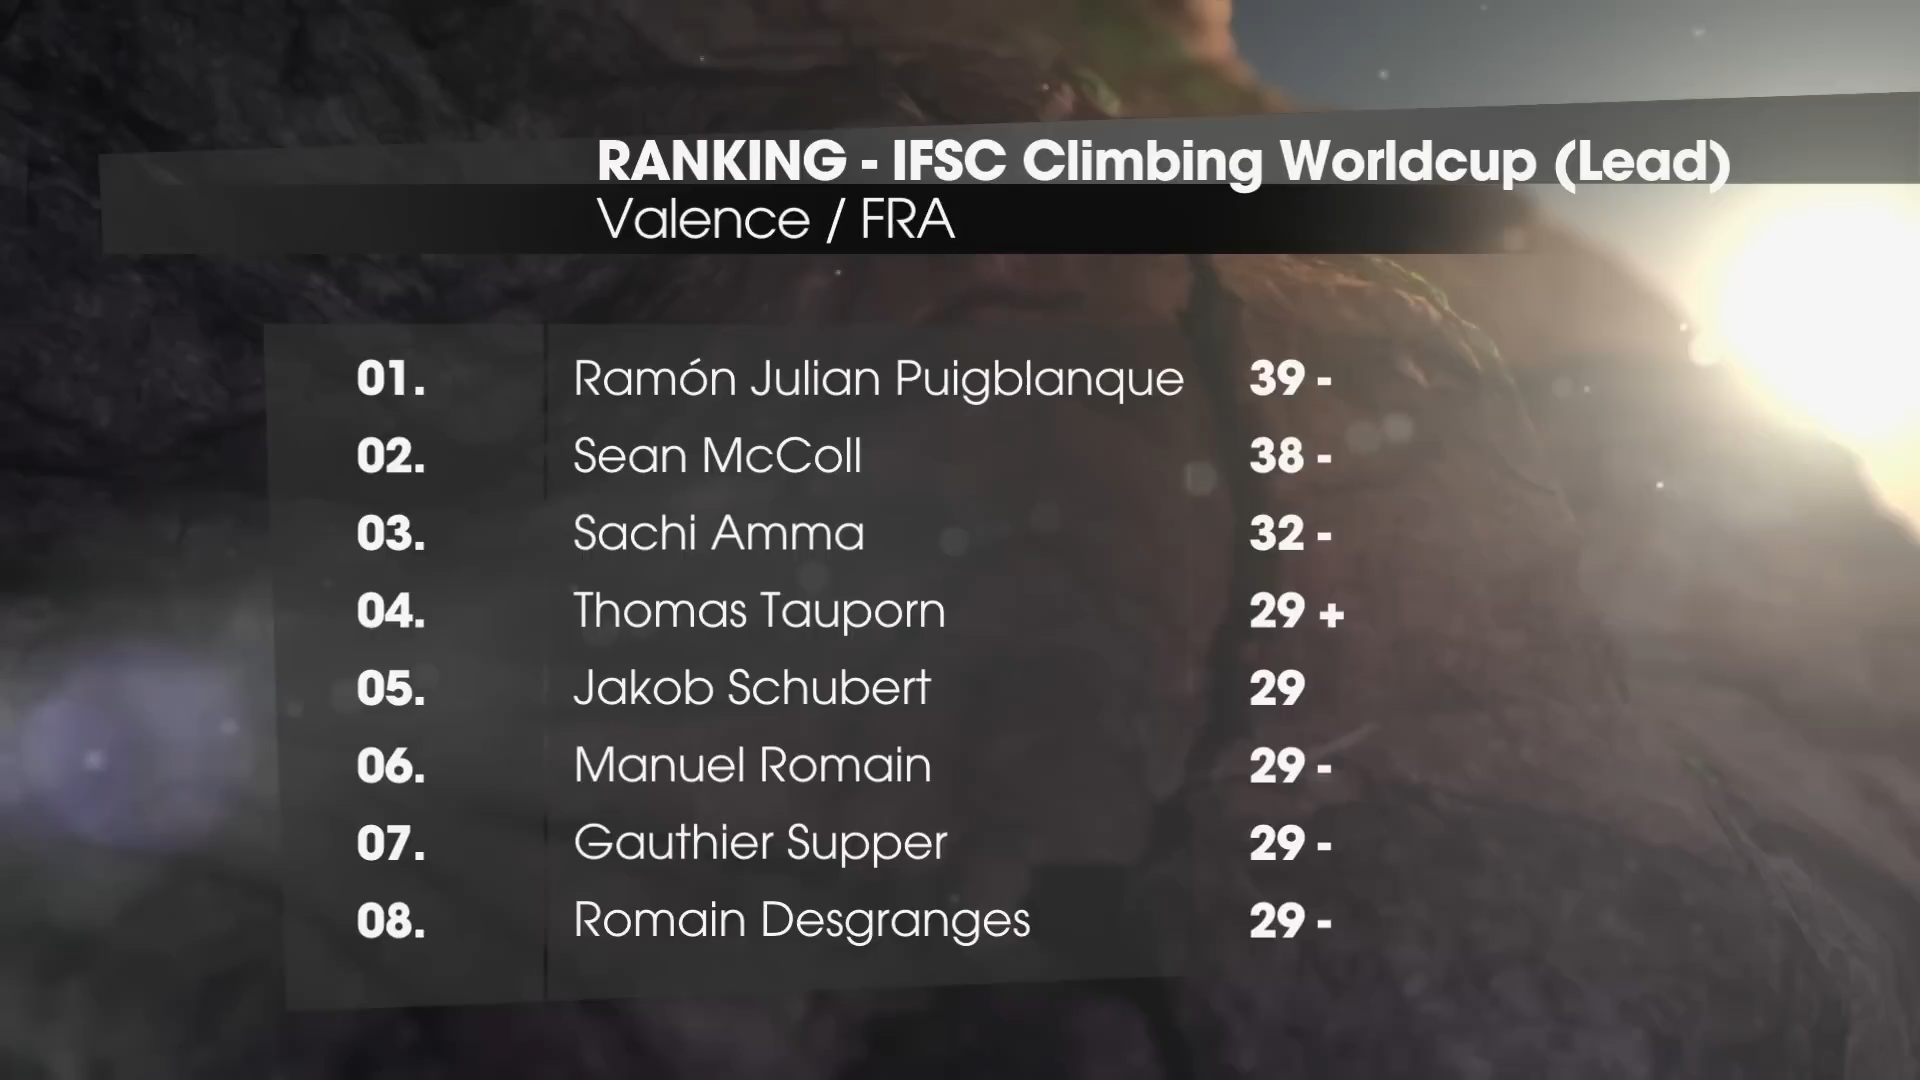 RANKING - IFSC Climbing Worldcup (Lead)
Valence / FRA
01. Ramón Julian Puigblanque 39 -
02. Sean McColl 38 -
03. Sachi Amma 32 -
04. Thomas Tauporn 29 +
05. Jakob Schubert 29
06. Manuel Romain 29 -
07. Gauthier Supper 29 -
08. Romain Desgranges 29 -